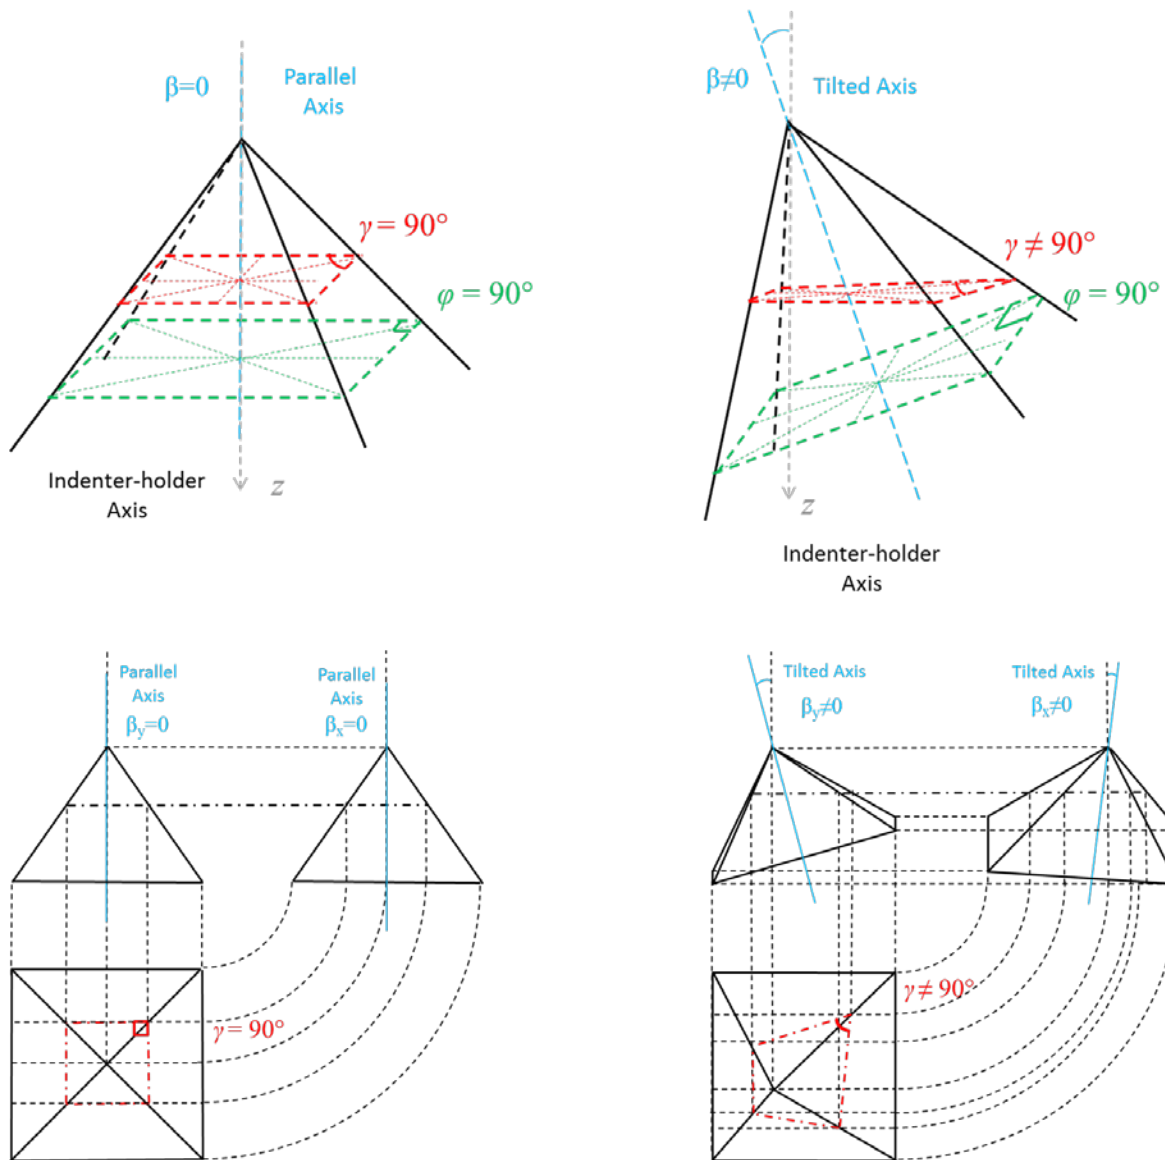 β=0
Parallel
Axis
γ = 90°
φ = 90°
Indenter-holder
Axis
z
β≠0
Tilted Axis
γ ≠ 90°
φ = 90°
z
Indenter-holder
Axis
Parallel
Axis
βy=0
Parallel
Axis
βx=0
γ = 90°
Tilted Axis
βy≠0
Tilted Axis
βx≠0
γ ≠ 90°